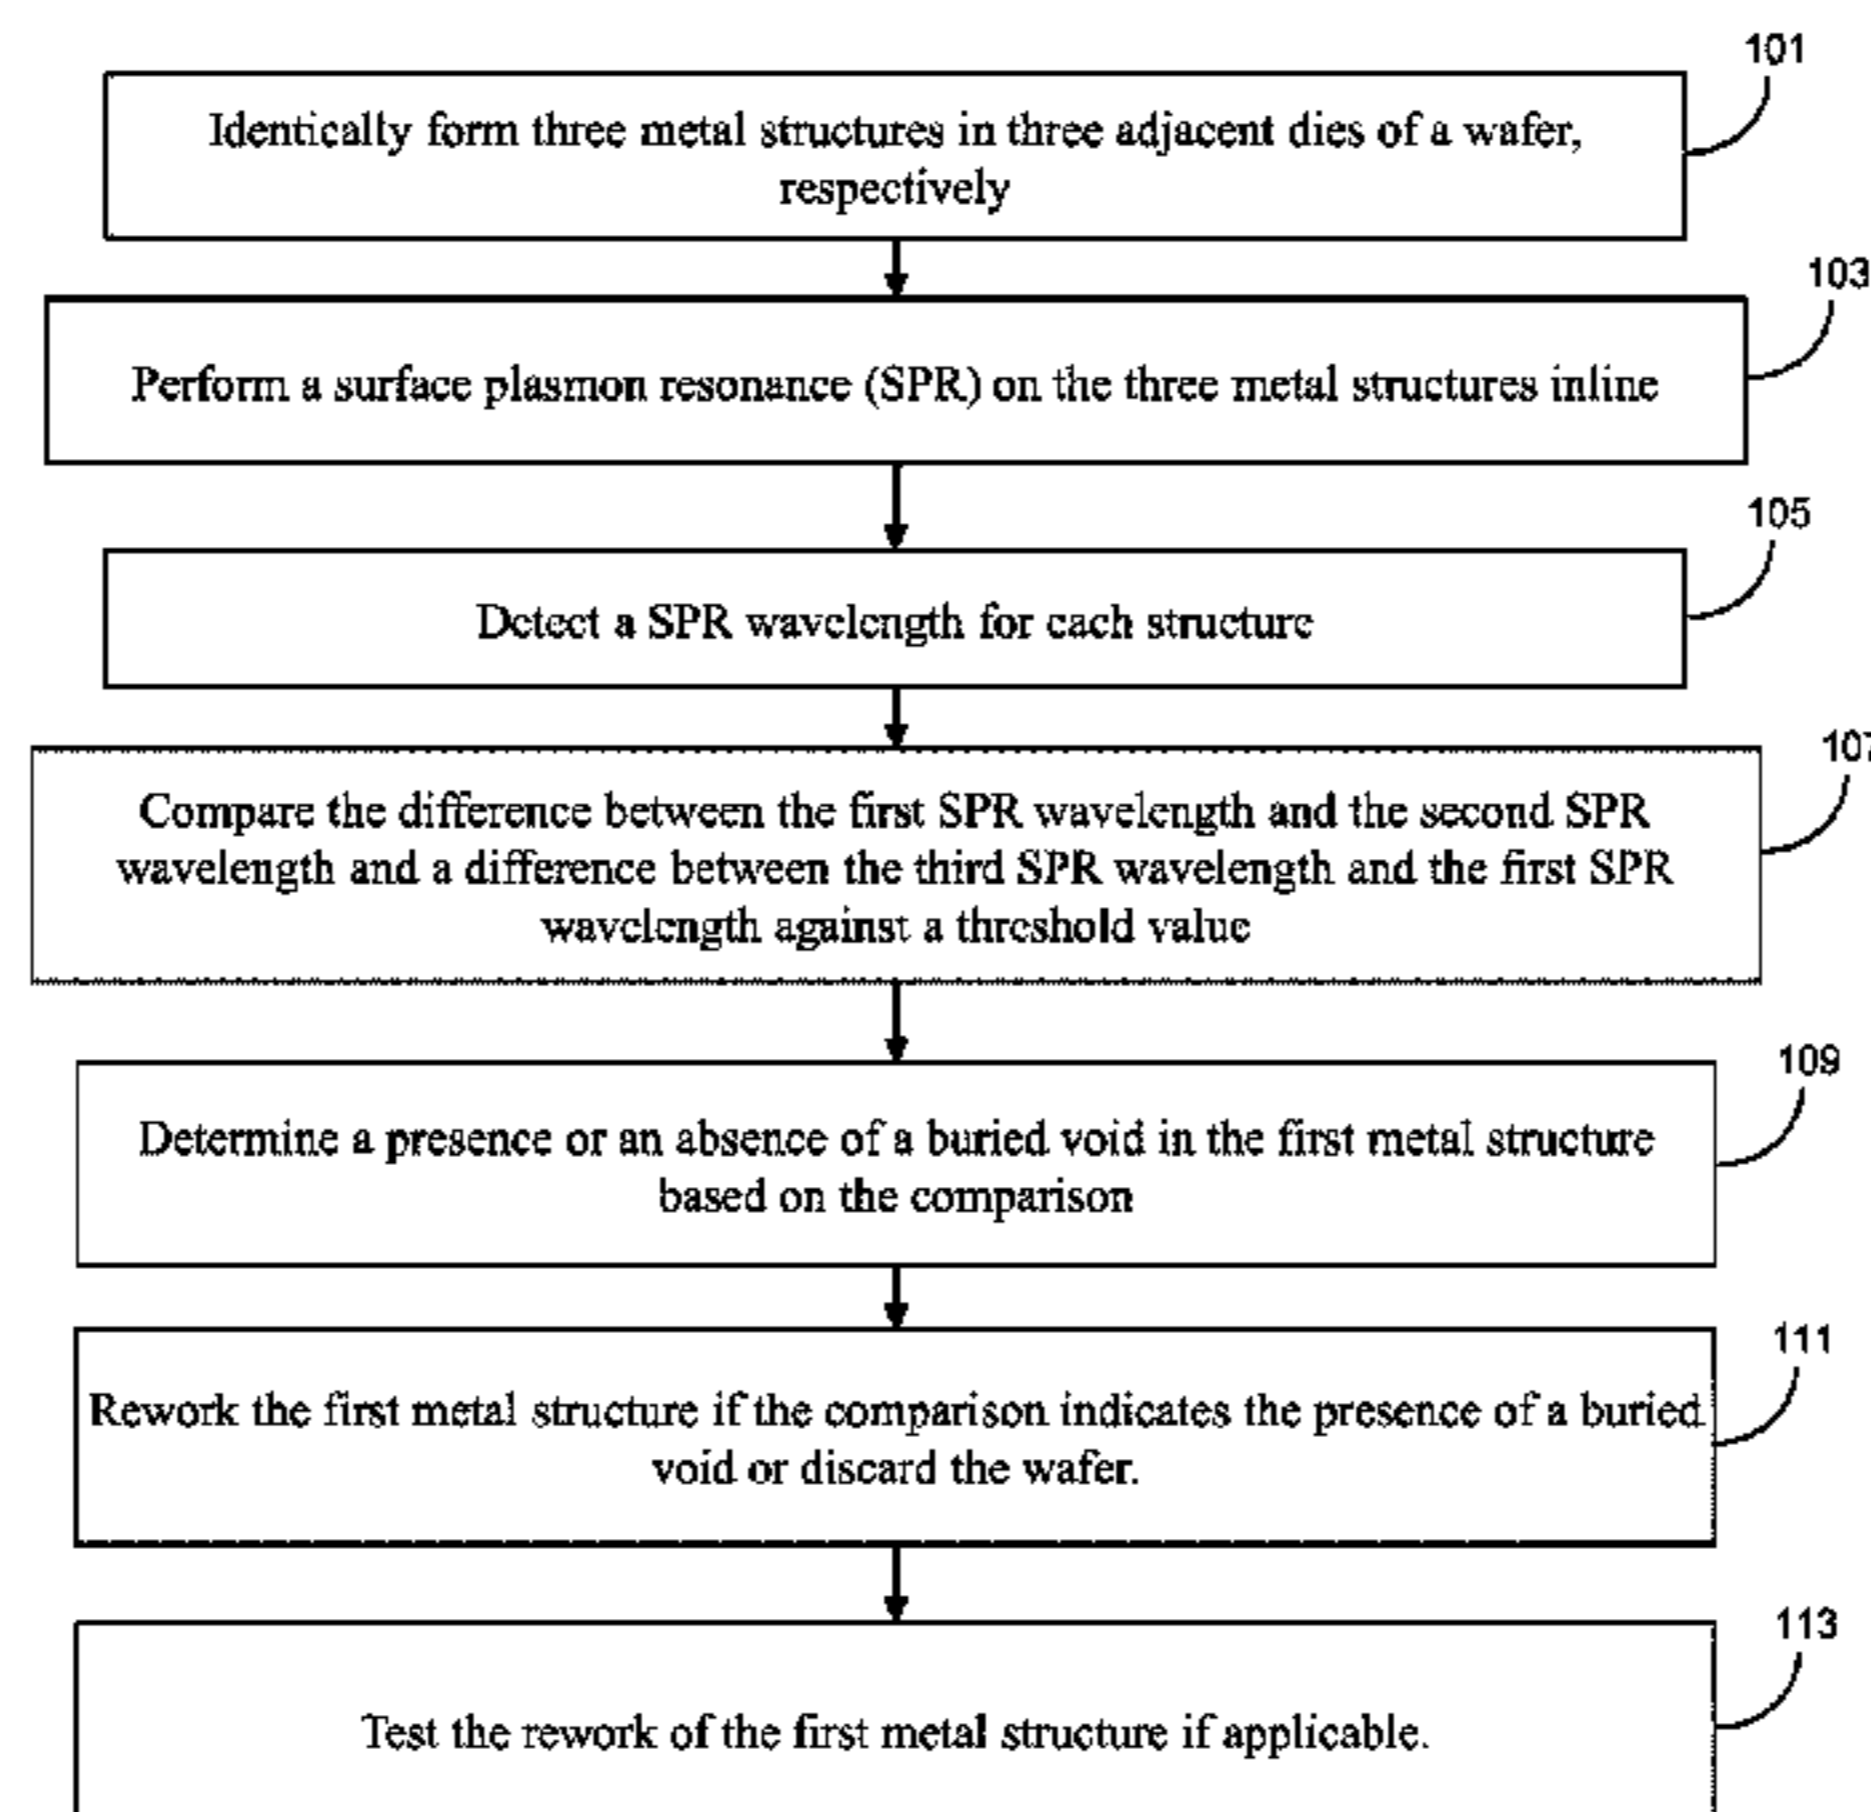 101
Identically form three metal structures in three adjacent dies of a wafer,
respectively
103
Perform a surface plasmon resonance (SPR) on the three metal structures inline
105
Detect a SPR wavelength for each structure
107
Compare the difference between the first SPR wavelength and the second SPR
wavelength and a difference between the third SPR wavelength and the first SPR
wavelength against a threshold value
109
Determine a presence or an absence of a buried void in the first metal structure
based on the comparison
111
Rework the first metal structure if the comparison indicates the presence of a buried
void or discard the wafer.
113
Test the rework of the first metal structure if applicable.